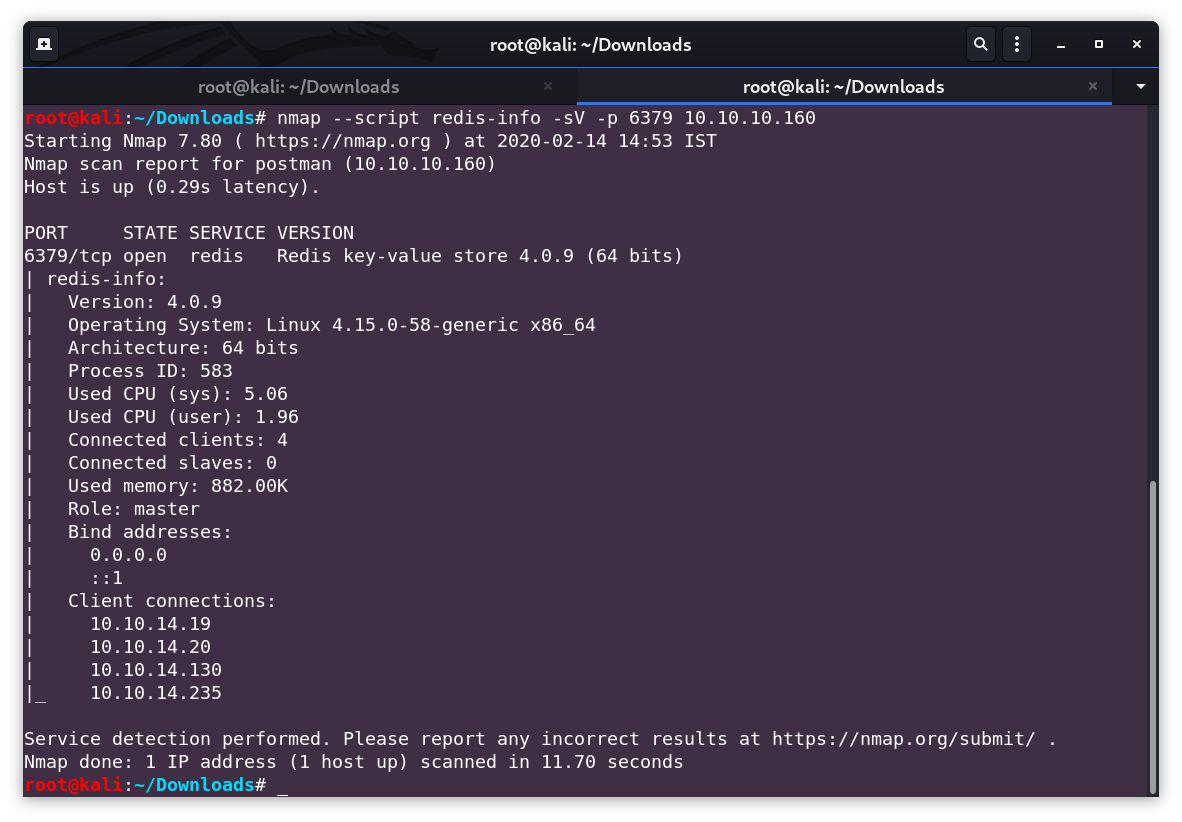 root@kali: ~/Downloads
root@kali: ~/Downloads
root@kali: ~/Downloads
root@kali:~/Downloads# nmap --script redis-info -sV -p 6379 10.10.10.160
Starting Nmap 7.80 ( https://nmap.org ) at 2020-02-14 14:53 IST
Nmap scan report for postman (10.10.10.160)
Host is up (0.29s latency).
PORT     STATE SERVICE VERSION
6379/tcp open  redis   Redis key-value store 4.0.9 (64 bits)
| redis-info:
|   Version: 4.0.9
|   Operating System: Linux 4.15.0-58-generic x86_64
|   Architecture: 64 bits
|   Process ID: 583
|   Used CPU (sys): 5.06
|   Used CPU (user): 1.96
|   Connected clients: 4
|   Connected slaves: 0
|   Used memory: 882.00K
|   Role: master
|   Bind addresses:
|     0.0.0.0
|     ::1
|   Client connections:
|     10.10.14.19
|     10.10.14.20
|     10.10.14.130
|_    10.10.14.235
Service detection performed. Please report any incorrect results at https://nmap.org/submit/ .
Nmap done: 1 IP address (1 host up) scanned in 11.70 seconds
root@kali:~/Downloads# _